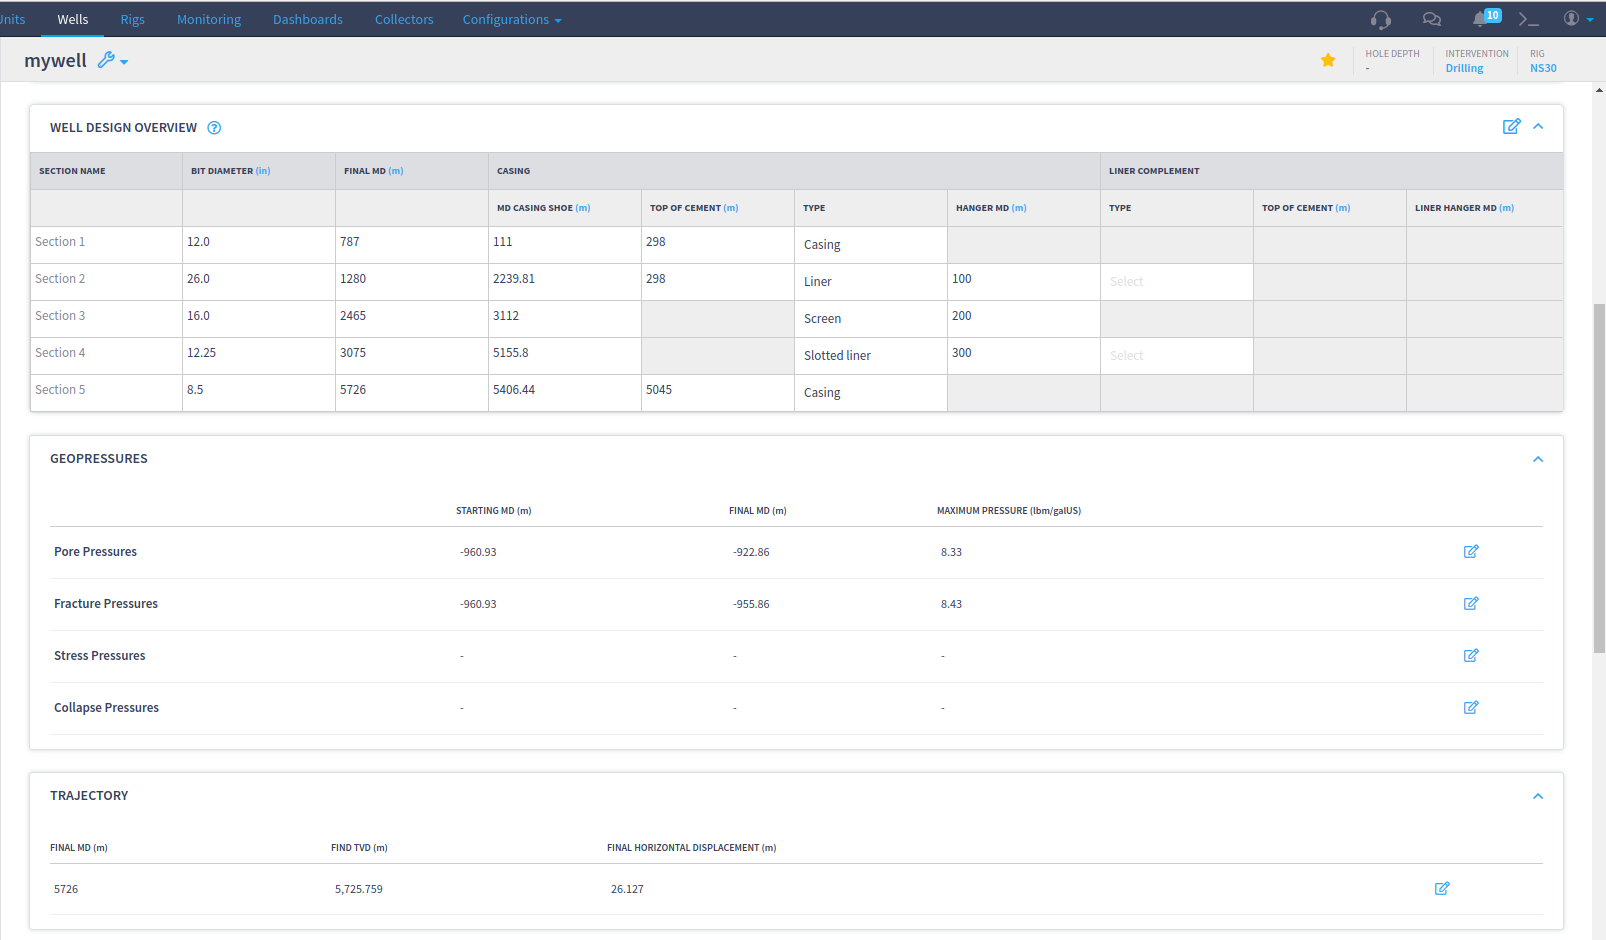 Units Wells Rigs Monitoring Dashboards Collectors Configurations 10
mywell HOLE DEPTH - INTERVENTION Drilling RIG NS30
WELL DESIGN OVERVIEW ?
SECTION NAME BIT DIAMETER (in) FINAL MD (m) CASING LINER COMPLEMENT
MD CASING SHOE (m) TOP OF CEMENT (m) TYPE HANGER MD (m) TYPE TOP OF CEMENT (m) LINER HANGER MD (m)
Section 1 12.0 787 111 298 Casing
Section 2 26.0 1280 2239.81 298 Liner 100 Select
Section 3 16.0 2465 3112 Screen 200
Section 4 12.25 3075 5155.8 Slotted liner 300 Select
Section 5 8.5 5726 5406.44 5045 Casing
GEOPRESSURES
STARTING MD (m) FINAL MD (m) MAXIMUM PRESSURE (lbm/galUS)
Pore Pressures -960.93 -922.86 8.33
Fracture Pressures -960.93 -955.86 8.43
Stress Pressures - - -
Collapse Pressures - - -
TRAJECTORY
FINAL MD (m) FIND TVD (m) FINAL HORIZONTAL DISPLACEMENT (m)
5726 5,725.759 26.127